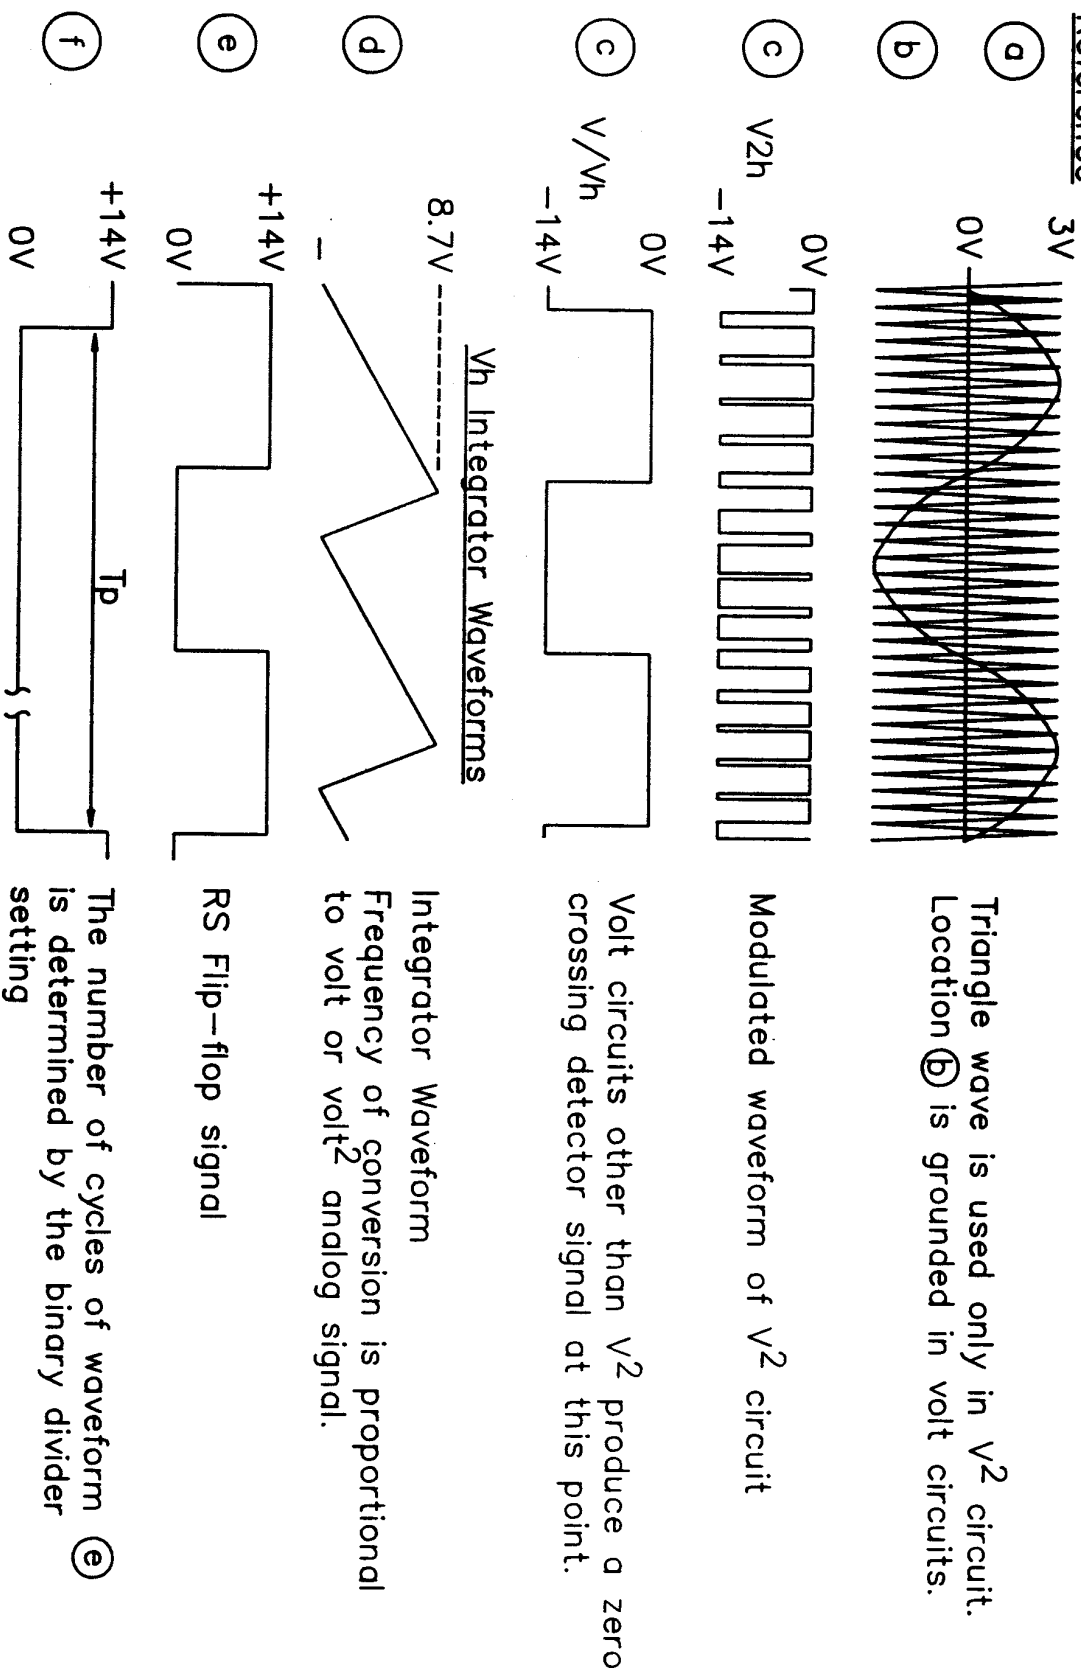 Reference
a
3V
0V
b
Triangle wave is used only in V² circuit.
Location b is grounded in volt circuits.
c
V2h
0V
-14V
Modulated waveform of V² circuit
c
V/Vh
0V
-14V
Volt circuits other than V² produce a zero
crossing detector signal at this point.
Vh Integrator Waveforms
d
8.7V
-
Integrator Waveform
Frequency of conversion is proportional
to volt or volt² analog signal.
e
+14V
0V
RS Flip-flop signal
f
+14V
0V
Tp
The number of cycles of waveform e
is determined by the binary divider
setting